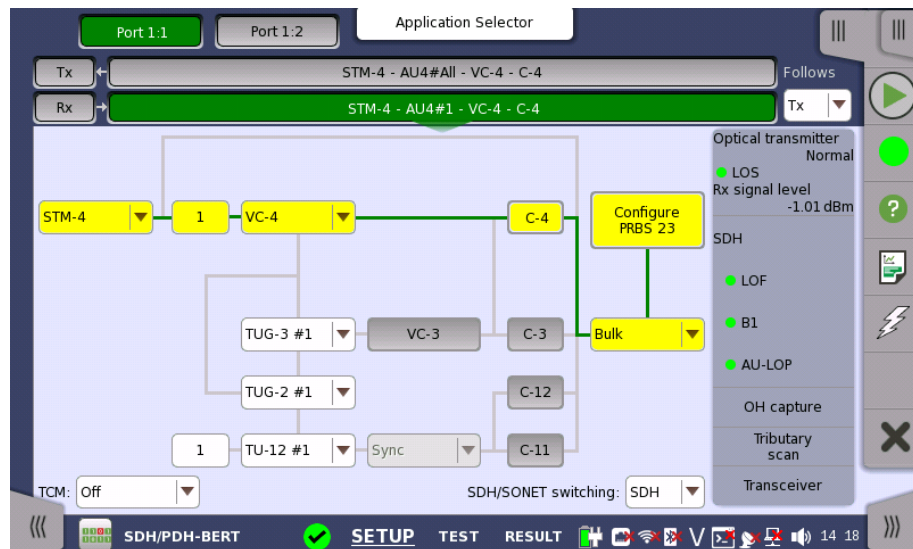 Application Selector
Port 1:1
Port 1:2
Tx
STM-4 - AU4#All - VC-4 - C-4
Follows
Rx
STM-4 - AU4#1 - VC-4 - C-4
Tx
Optical transmitter
Normal
LOS
Rx signal level
-1.01 dBm
STM-4
1
VC-4
C-4
Configure
PRBS 23
SDH
LOF
TUG-3 #1
VC-3
C-3
Bulk
B1
AU-LOP
TUG-2 #1
C-12
OH capture
1
TU-12 #1
Sync
C-11
Tributary
scan
TCM:
Off
SDH/SONET switching:
SDH
Transceiver
SDH/PDH-BERT
SETUP
TEST
RESULT
V
14 18